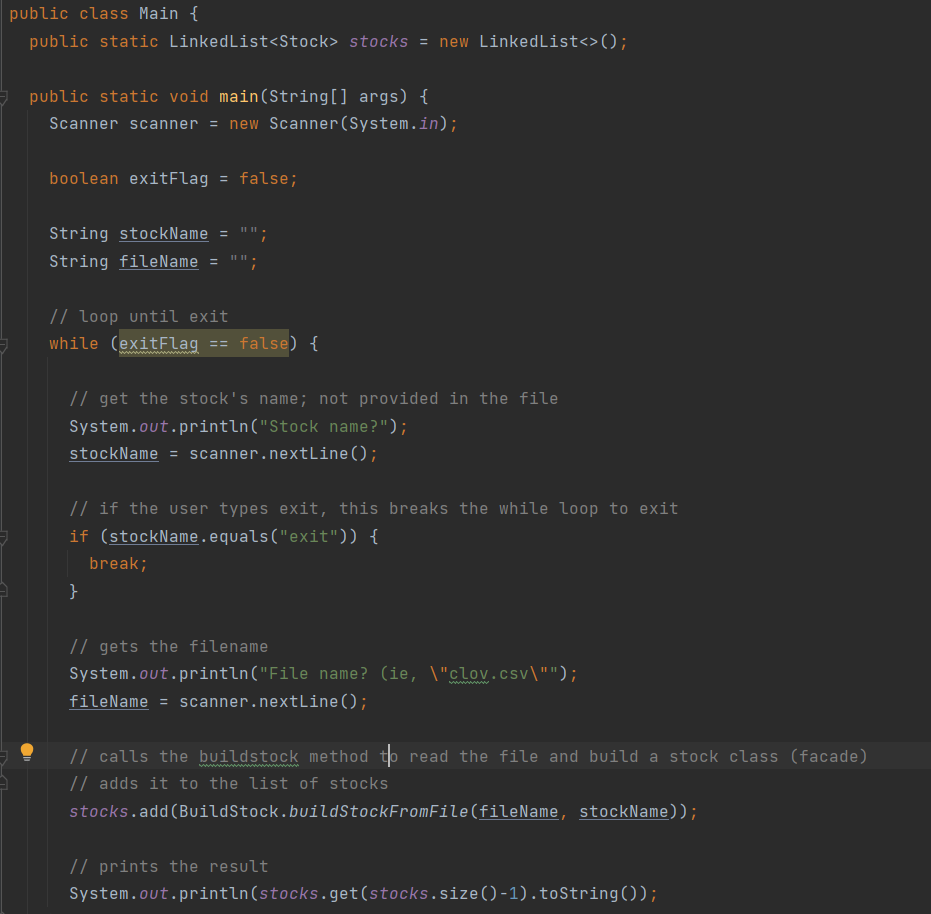 public class Main {
  public static LinkedList<Stock> stocks = new LinkedList<>();
  public static void main(String[] args) {
    Scanner scanner = new Scanner(System.in);
    boolean exitFlag = false;
    String stockName = "";
    String fileName = "";
    // loop until exit
    while (exitFlag == false) {
      // get the stock's name; not provided in the file
      System.out.println("Stock name?");
      stockName = scanner.nextLine();
      // if the user types exit, this breaks the while loop to exit
      if (stockName.equals("exit")) {
        break;
      }
      // gets the filename
      System.out.println("File name? (ie, \"clov.csv\"");
      fileName = scanner.nextLine();
      // calls the buildstock method to read the file and build a stock class (facade)
      // adds it to the list of stocks
      stocks.add(BuildStock.buildStockFromFile(fileName, stockName));
      // prints the result
      System.out.println(stocks.get(stocks.size()-1).toString());